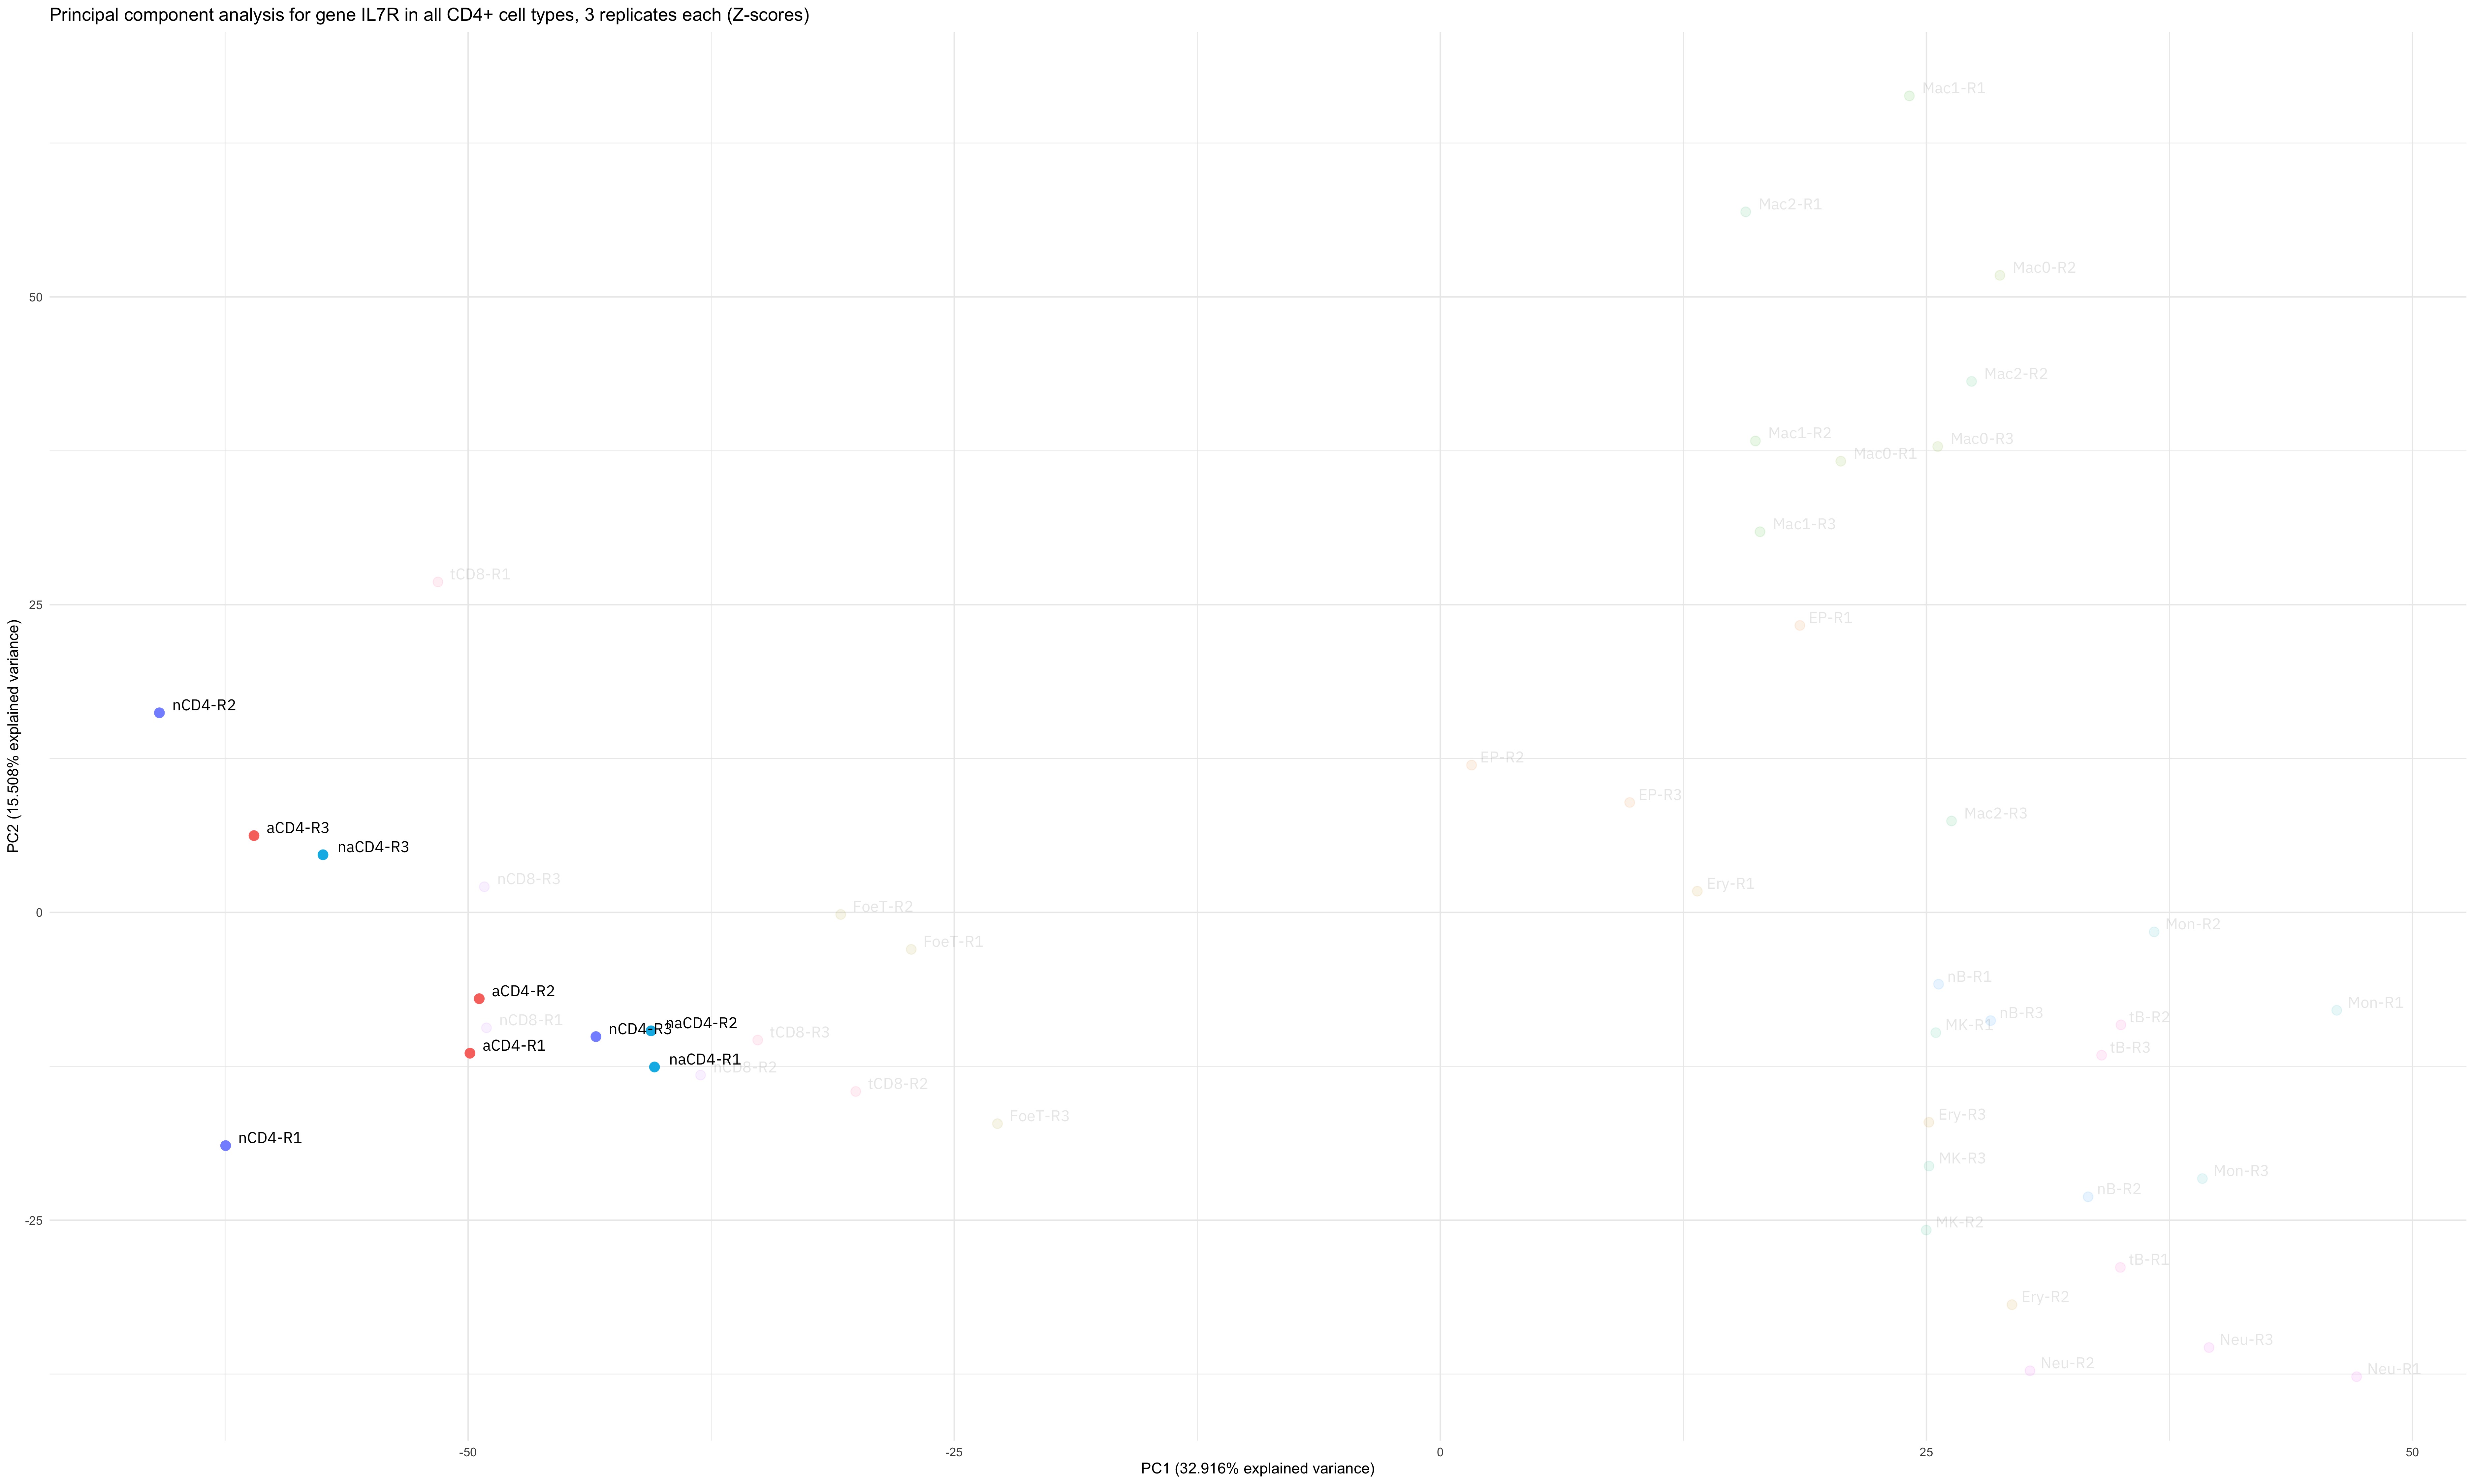 Principal component analysis for gene IL7R in all CD4+ cell types, 3 replicates each (Z-scores)
Mac1-R1
Mac2-R1
Mac0-R2
50
Mac2-R2
Mac1-R2
Mac0-R3
Mac0-R1
Mac1-R3
tCD8-R1
25
EP-R1
nCD4-R2
PC2 (15.508% explained variance)
EP-R2
EP-R3
Mac2-R3
aCD4-R3
naCD4-R3
nCD8-R3
Ery-R1
FoeT-R2
0
Mon-R2
FoeT-R1
nB-R1
aCD4-R2
Mon-R1
nB-R3
tB-R2
nCD8-R1
naCD4-R2
MK-R1
nCD4-R3
tCD8-R3
aCD4-R1
tB-R3
naCD4-R1
nCD8-R2
tCD8-R2
FoeT-R3
Ery-R3
nCD4-R1
MK-R3
Mon-R3
nB-R2
-25
MK-R2
tB-R1
Ery-R2
Neu-R3
Neu-R2
Neu-R1
-50
-25
0
25
50
PC1 (32.916% explained variance)